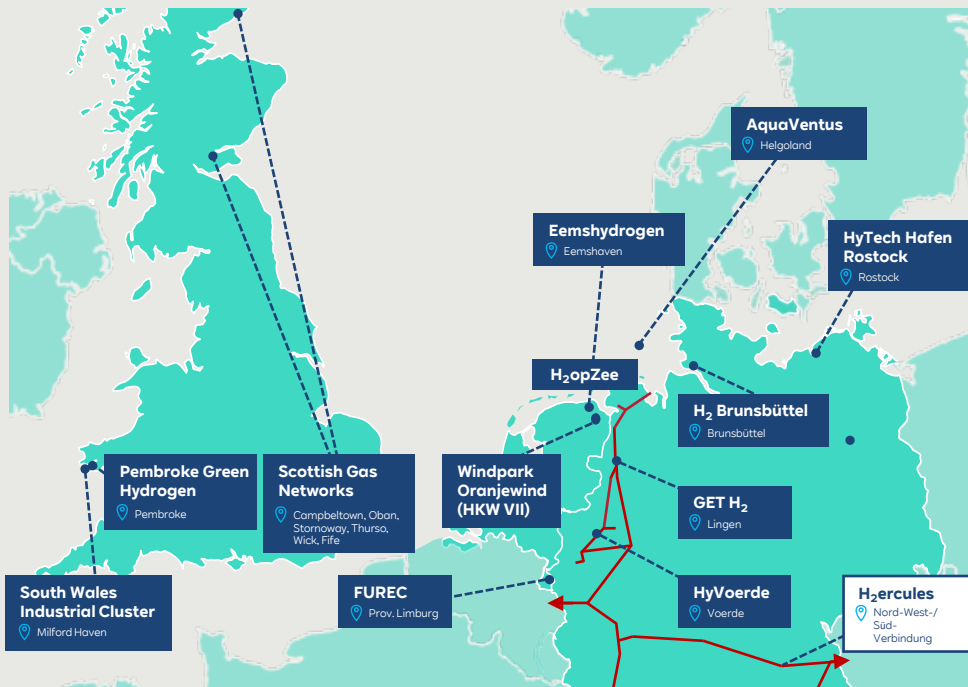 AquaVentus
Helgoland
Eemshydrogen
Eemshaven
HyTech Hafen
Rostock
Rostock
H₂opZee
H₂ Brunsbüttel
Brunsbüttel
Pembroke Green
Hydrogen
Pembroke
Scottish Gas
Networks
Campbeltown, Oban,
Stornoway, Thurso,
Wick, Fife
Windpark
Oranjewind
(HKW VII)
GET H₂
Lingen
South Wales
Industrial Cluster
Milford Haven
FUREC
Prov. Limburg
HyVoerde
Voerde
H₂ercules
Nord-West-/
Süd-
Verbindung